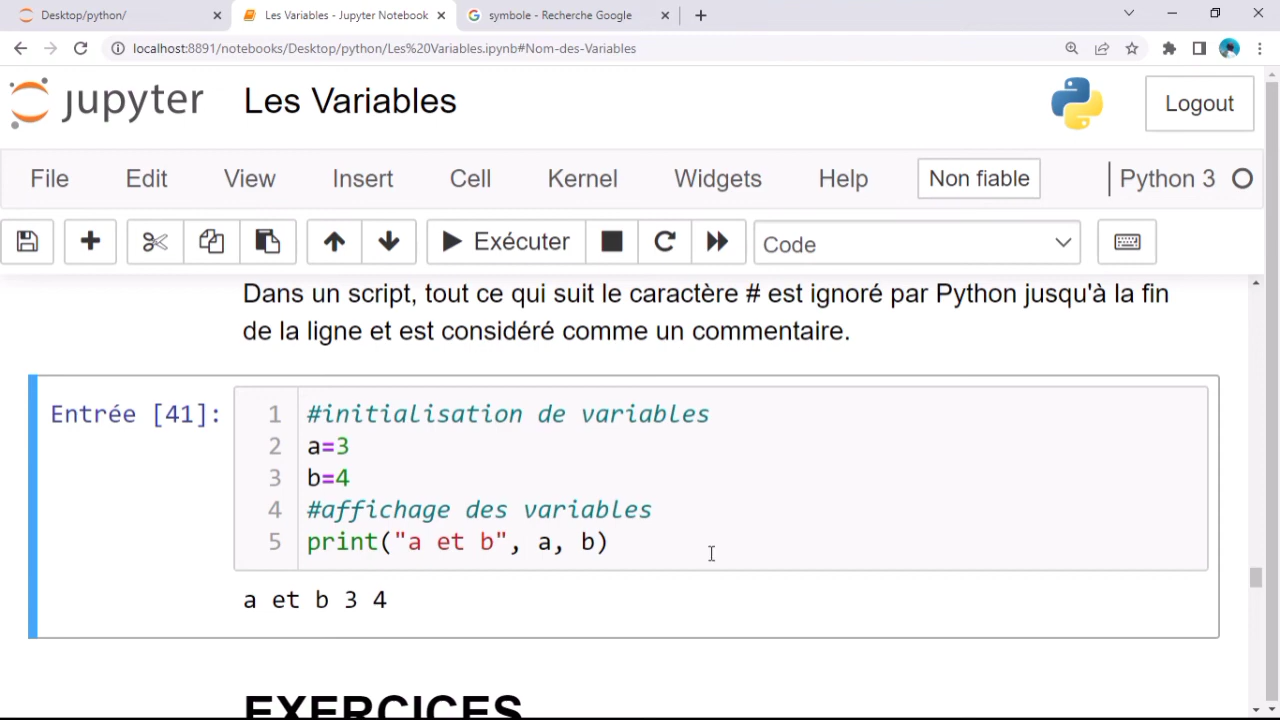 Desktop/python/
Les Variables - Jupyter Notebook
symbole - Recherche Google
localhost:8891/notebooks/Desktop/python/Les%20Variables.ipynb#Nom-des-Variables
jupyter
Les Variables
Logout
File Edit View Insert Cell Kernel Widgets Help Non fiable Python 3
Exécuter Code
Dans un script, tout ce qui suit le caractère # est ignoré par Python jusqu'à la fin
de la ligne et est considéré comme un commentaire.
Entrée [41]:
1 #initialisation de variables
2 a=3
3 b=4
4 #affichage des variables
5 print("a et b", a, b)
a et b 3 4
EXERCICES